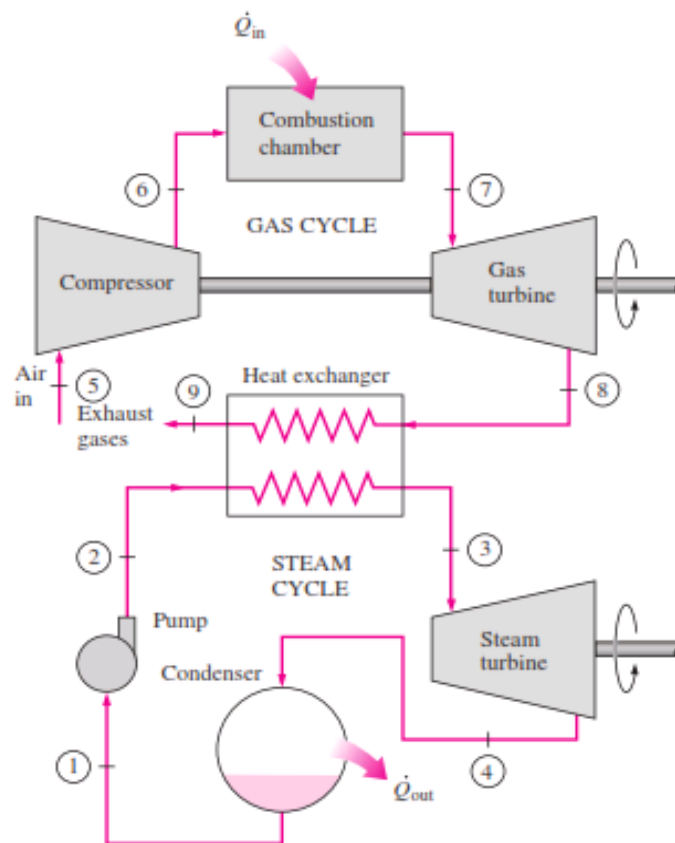 Q̇in
Combustion
chamber
6
7
GAS CYCLE
Compressor
Gas
turbine
Air
in
5
9
Heat exchanger
8
Exhaust
gases
2
3
STEAM
CYCLE
Pump
Steam
turbine
Condenser
1
4
Q̇out